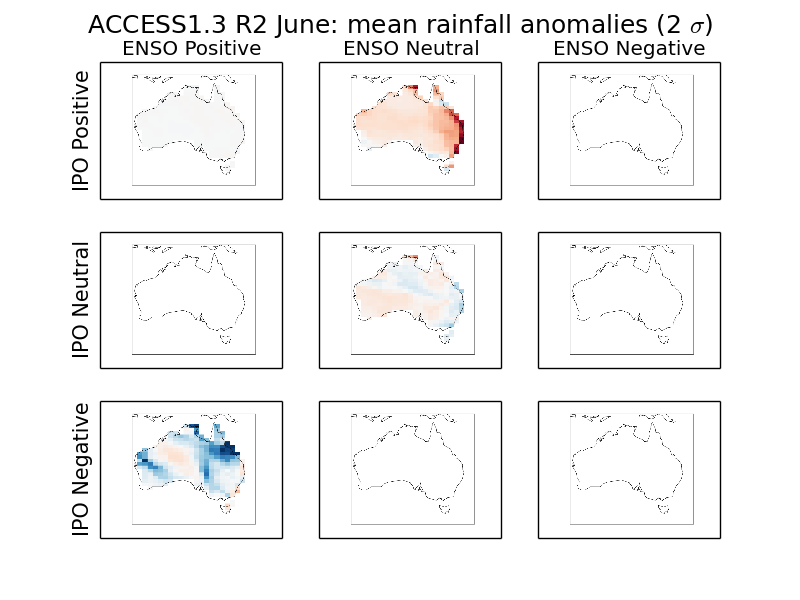 ACCESS1.3 R2 June: mean rainfall anomalies (2 σ)
ENSO Positive ENSO Neutral ENSO Negative
IPO Positive
IPO Neutral
IPO Negative